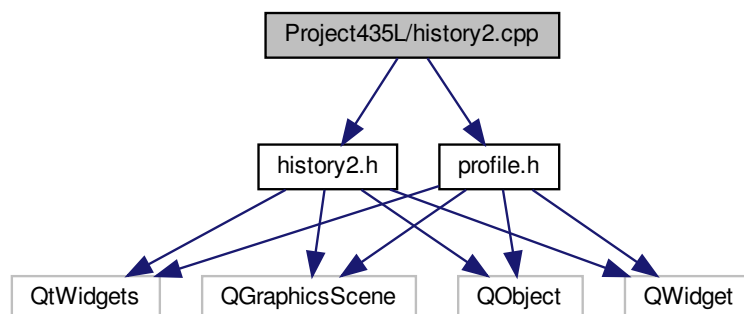 Project435L/history2.cpp
history2.h
profile.h
QtWidgets
QGraphicsScene
QObject
QWidget